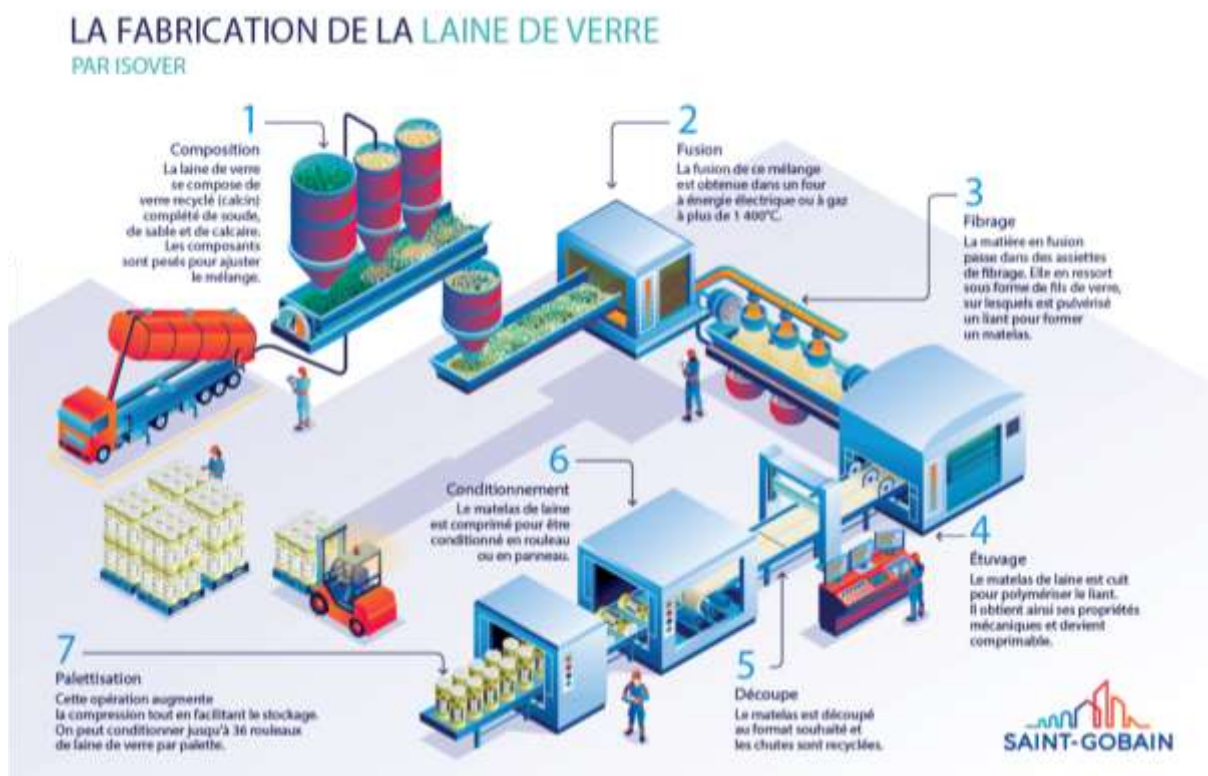 LA FABRICATION DE LA LAINE DE VERRE
PAR ISOVER
1
Composition
La laine de verre
se compose de
verre recyclé (calcin)
complété de soude,
de sable et de calcaire.
Les composants
sont pesés pour ajuster
le mélange.
2
Fusion
La fusion de ce mélange
est obtenue dans un four
à énergie électrique ou à gaz
à plus de 1 400°C.
3
Fibrage
La matière en fusion
passe dans des assiettes
de fibrage. Elle en ressort
sous forme de fils de verre,
sur lesquels est pulvérisé
un liant pour former
un matelas.
4
Étuvage
Le matelas de laine est cuit
pour polymériser le liant.
Il obtient ainsi ses propriétés
mécaniques et devient
comprimable.
5
Découpe
Le matelas est découpé
au format souhaité et
les chutes sont recyclées.
6
Conditionnement
Le matelas de laine
est comprimé pour être
conditionné en rouleau
ou en panneau.
7
Palettisation
Cette opération augmente
la compression tout en facilitant le stockage.
On peut conditionner jusqu'à 36 rouleaux
de laine de verre par palette.
SAINT-GOBAIN